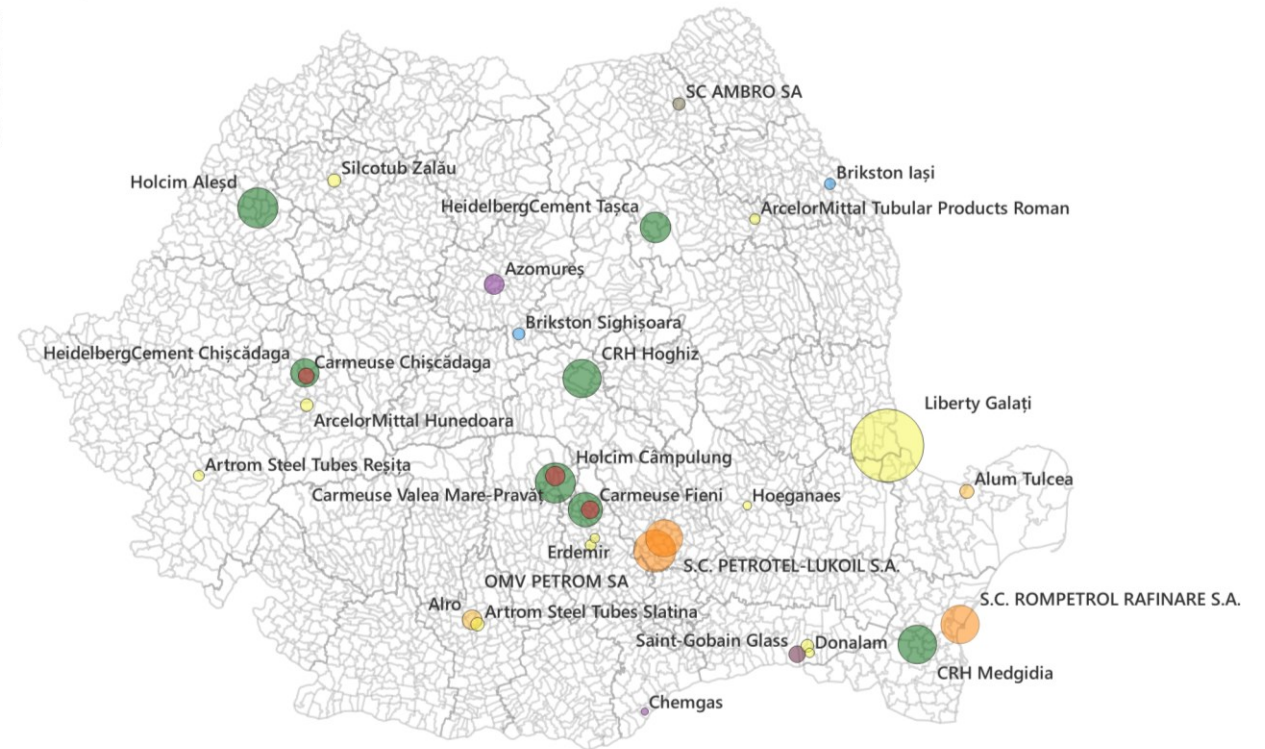 SC AMBRO SA
Silcotub Zalău
Brikston Iași
Holcim Aleșd
HeidelbergCement Tașca
ArcelorMittal Tubular Products Roman
Azomureș
Brikston Sighișoara
HeidelbergCement Chișcădaga
Carmeuse Chișcădaga
CRH Hoghiz
Liberty Galați
ArcelorMittal Hunedoara
Holcim Câmpulung
Artrom Steel Tubes Reșita
Alum Tulcea
Carmeuse Valea Mare-Pravăț
Carmeuse Fieni
Hoeganaes
Erdemir
S.C. PETROTEL-LUKOIL S.A.
OMV PETROM SA
S.C. ROMPETROL RAFINARE S.A.
Alro
Artrom Steel Tubes Slatina
Saint-Gobain Glass
Donalam
CRH Medgidia
Chemgas